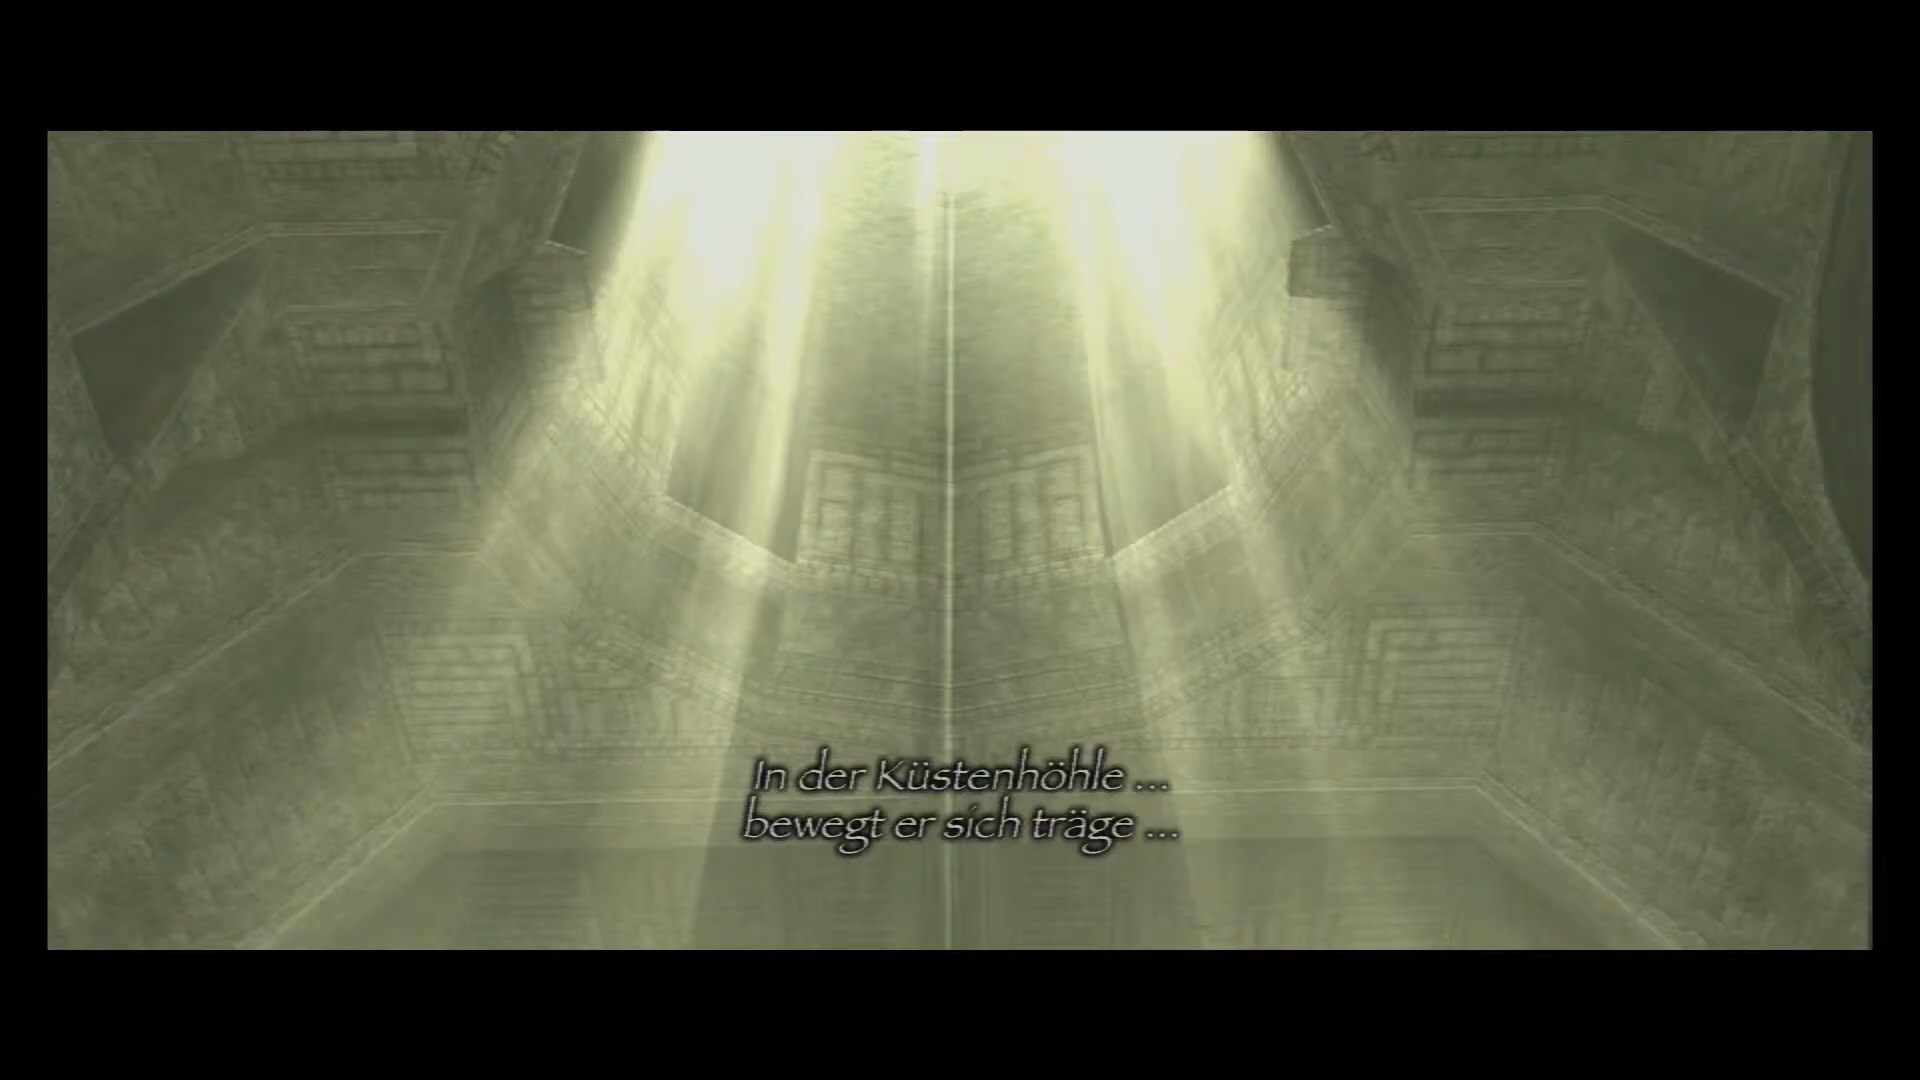 In der Küstenhöhle ...
bewegt er sich träge ...